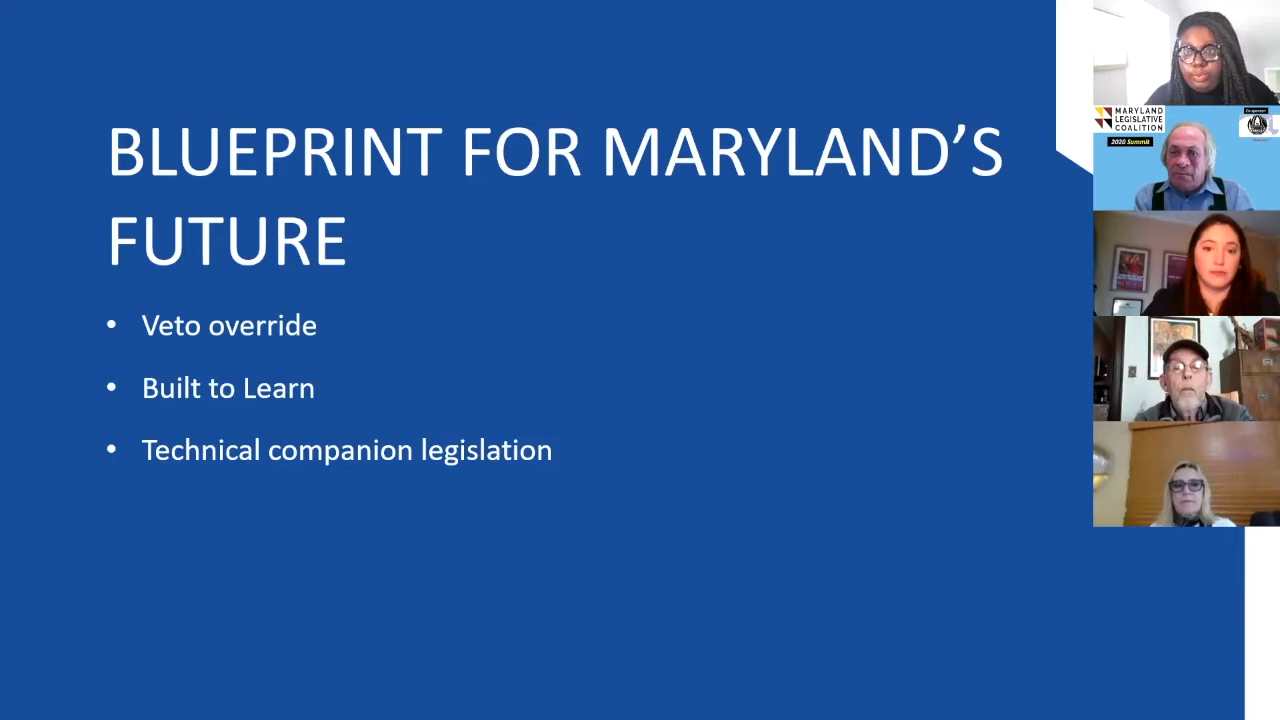 BLUEPRINT FOR MARYLAND'S
FUTURE
• Veto override
• Built to Learn
• Technical companion legislation
MARYLAND
LEGISLATIVE
COALITION
2020 Summit